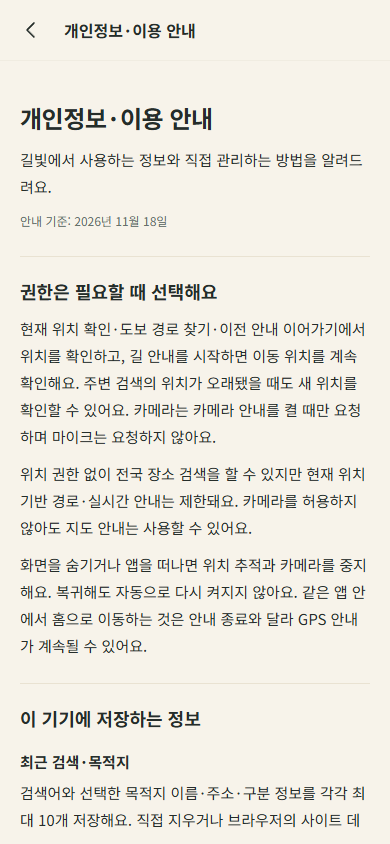 개인정보·이용 안내
개인정보·이용 안내
길빛에서 사용하는 정보와 직접 관리하는 방법을 알려드
려요.
안내 기준: 2026년 11월 18일
권한은 필요할 때 선택해요
현재 위치 확인·도보 경로 찾기·이전 안내 이어가기에서
위치를 확인하고, 길 안내를 시작하면 이동 위치를 계속
확인해요. 주변 검색의 위치가 오래됐을 때도 새 위치를
확인할 수 있어요. 카메라는 카메라 안내를 켤 때만 요청
하며 마이크는 요청하지 않아요.
위치 권한 없이 전국 장소 검색을 할 수 있지만 현재 위치
기반 경로·실시간 안내는 제한돼요. 카메라를 허용하지
않아도 지도 안내는 사용할 수 있어요.
화면을 숨기거나 앱을 떠나면 위치 추적과 카메라를 중지
해요. 복귀해도 자동으로 다시 켜지지 않아요. 같은 앱 안
에서 홈으로 이동하는 것은 안내 종료와 달라 GPS 안내
가 계속될 수 있어요.
이 기기에 저장하는 정보
최근 검색·목적지
검색어와 선택한 목적지 이름·주소·구분 정보를 각각 최
대 10개 저장해요. 직접 지우거나 브라우저의 사이트 데